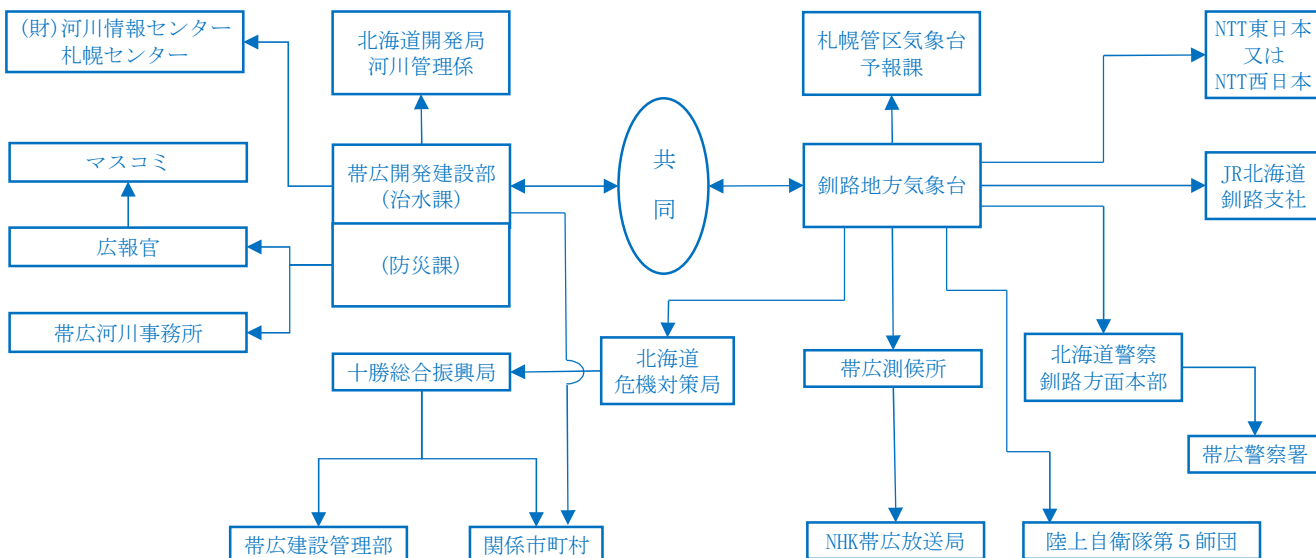 (財)河川情報センター
札幌センター
北海道開発局
河川管理係
札幌管区気象台
予報課
NTT東日本
又は
NTT西日本
マスコミ
帯広開発建設部
(治水課)
共
同
釧路地方気象台
JR北海道
釧路支社
広報官
(防災課)
帯広河川事務所
十勝総合振興局
北海道
危機対策局
帯広測候所
北海道警察
釧路方面本部
帯広警察署
帯広建設管理部
関係市町村
NHK帯広放送局
陸上自衛隊第５師団